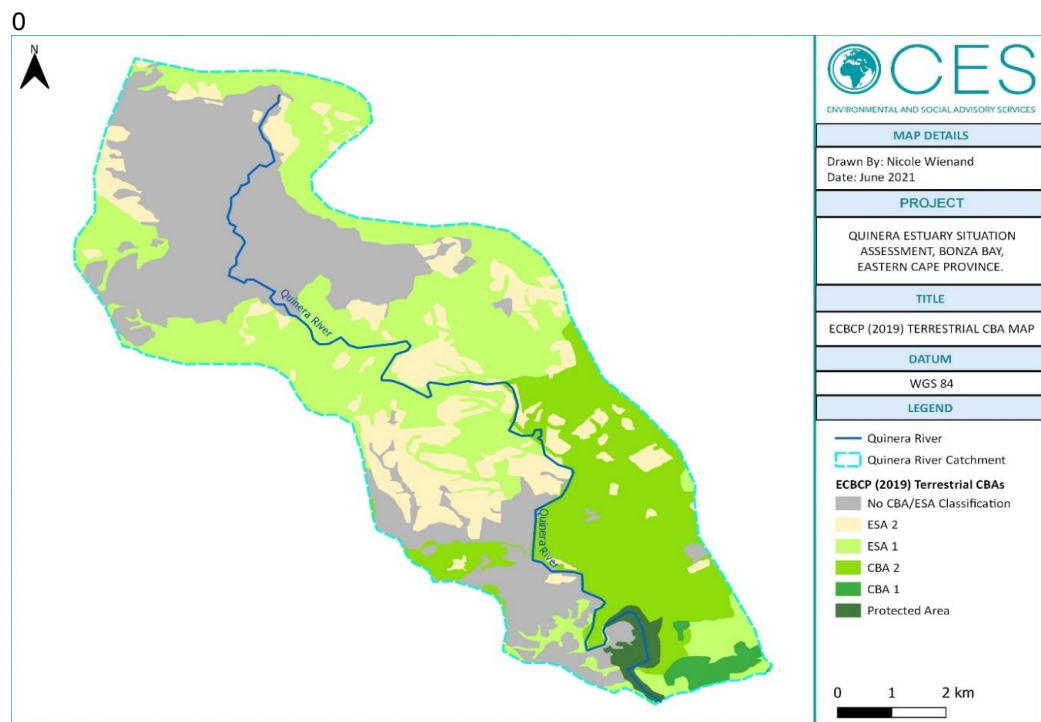 0
N
Quinera River
Quinera River
CES
ENVIRONMENTAL AND SOCIAL ADVISORY SERVICES
MAP DETAILS
Drawn By: Nicole Wienand
Date: June 2021
PROJECT
QUINERA ESTUARY SITUATION
ASSESSMENT, BONZA BAY,
EASTERN CAPE PROVINCE.
TITLE
ECBCP (2019) TERRESTRIAL CBA MAP
DATUM
WGS 84
LEGEND
Quinera River
Quinera River Catchment
ECBCP (2019) Terrestrial CBAs
No CBA/ESA Classification
ESA 2
ESA 1
CBA 2
CBA 1
Protected Area
0 1 2 km